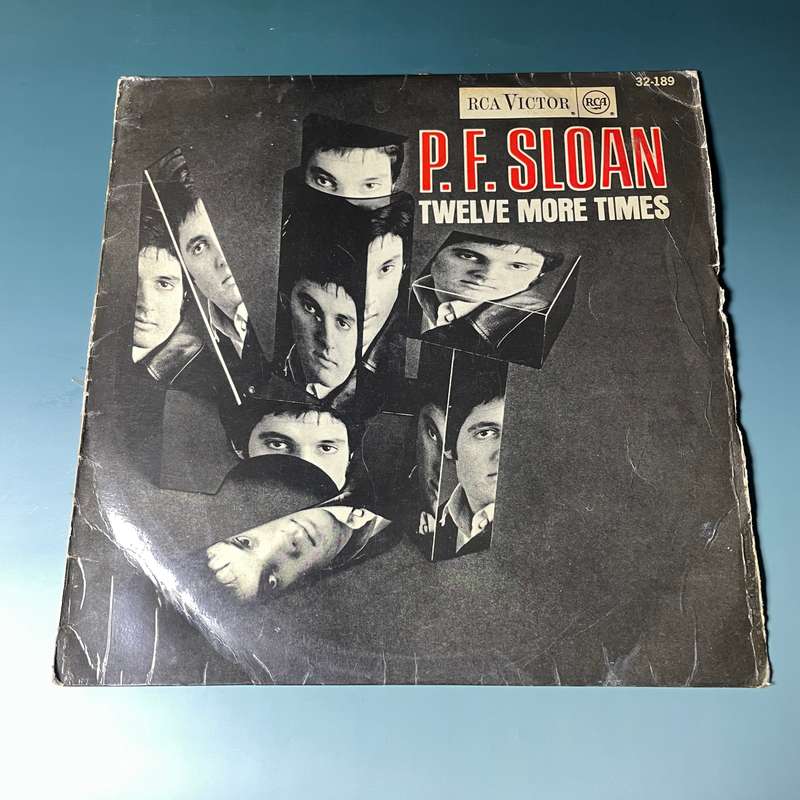 32-189
RCA VICTOR RCA
P. F. SLOAN
TWELVE MORE TIMES